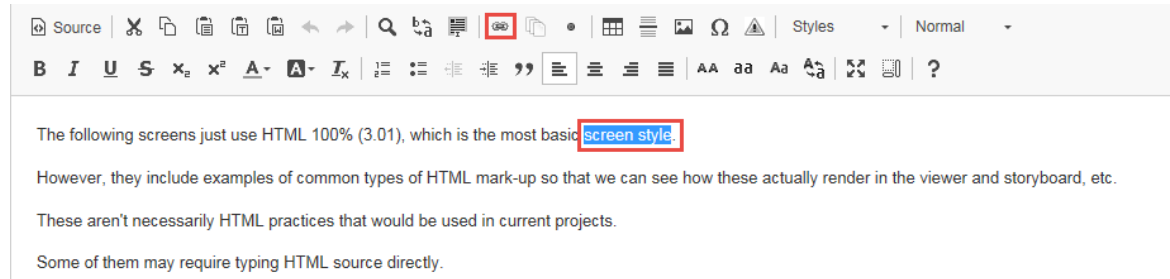 Source Styles Normal
B I U S x₂ x² A A Tx AA aa Aa Aa ?
The following screens just use HTML 100% (3.01), which is the most basic screen style.
However, they include examples of common types of HTML mark-up so that we can see how these actually render in the viewer and storyboard, etc.
These aren't necessarily HTML practices that would be used in current projects.
Some of them may require typing HTML source directly.